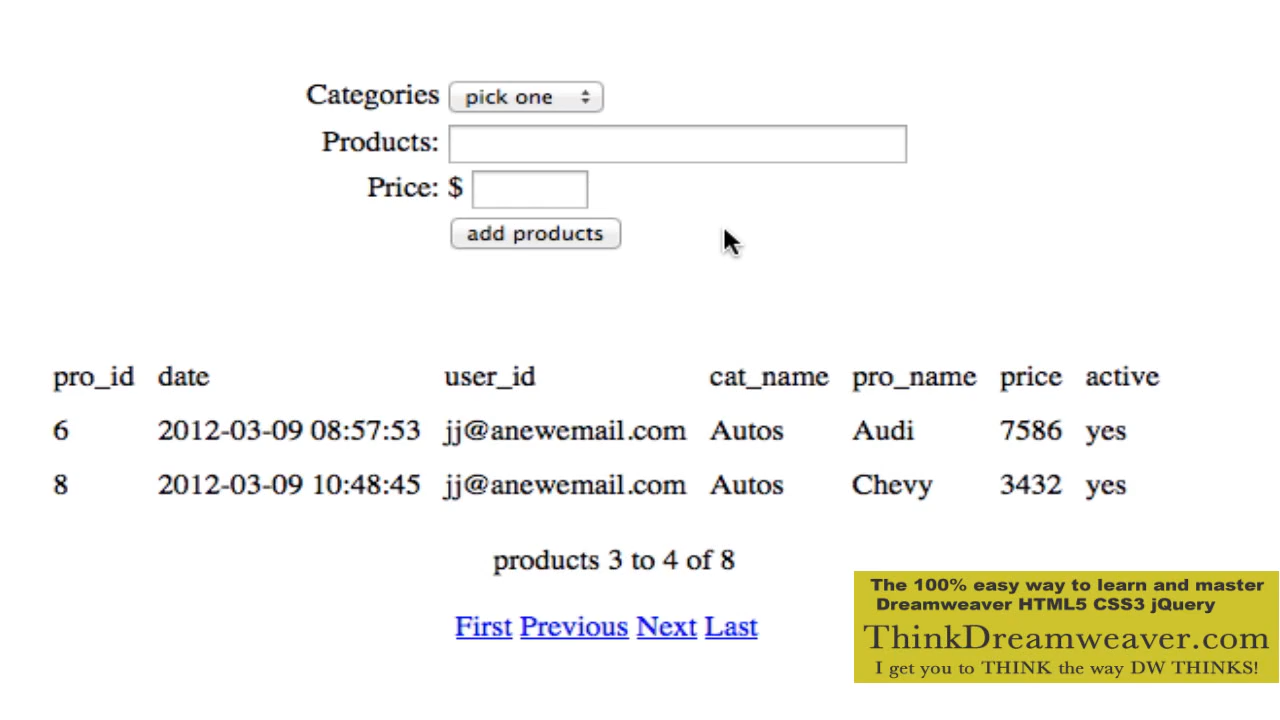 Categories pick one
Products:
Price: $
add products
pro_id date user_id cat_name pro_name price active
6 2012-03-09 08:57:53 jj@anewemail.com Autos Audi 7586 yes
8 2012-03-09 10:48:45 jj@anewemail.com Autos Chevy 3432 yes
products 3 to 4 of 8
First Previous Next Last
The 100% easy way to learn and master
Dreamweaver HTML5 CSS3 jQuery
ThinkDreamweaver.com
I get you to THINK the way DW THINKS!